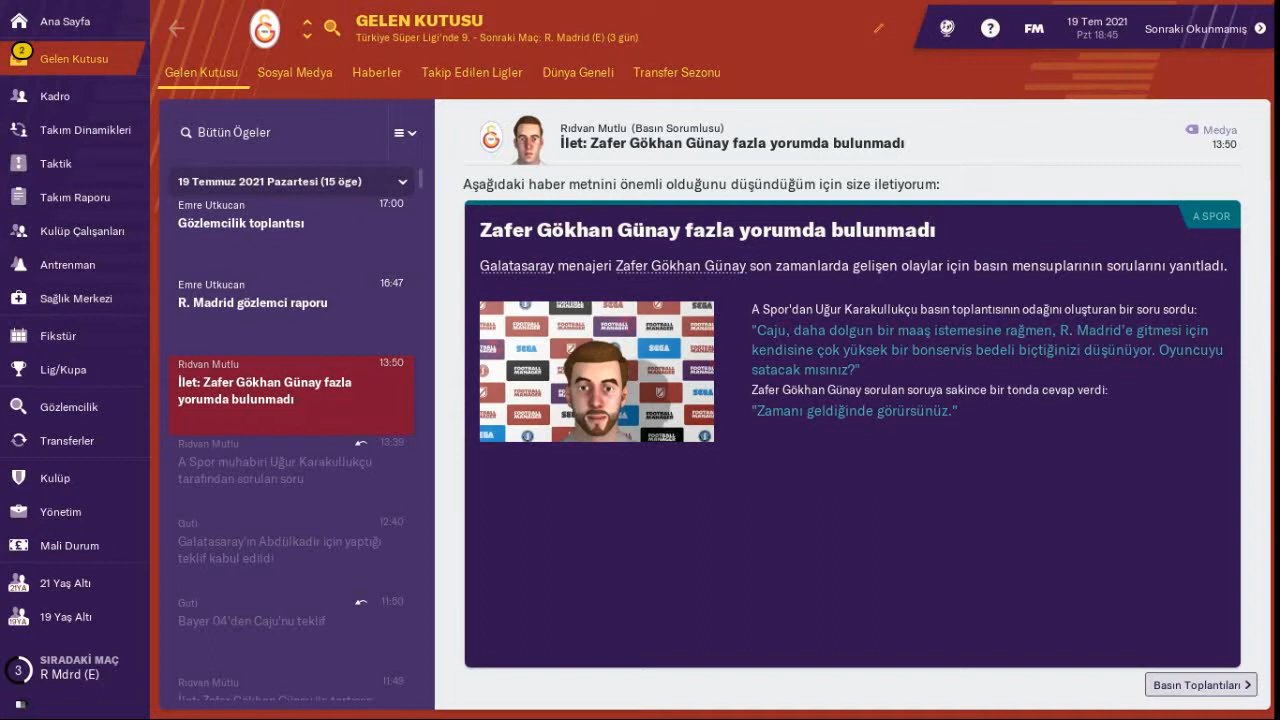 Ana Sayfa
2
Gelen Kutusu
Kadro
Takım Dinamikleri
Taktik
Takım Raporu
Kulüp Çalışanları
Antrenman
Sağlık Merkezi
Fikstür
Lig/Kupa
Gözlemcilik
Transferler
Kulüp
Yönetim
Mali Durum
21YA
21 Yaş Altı
19YA
19 Yaş Altı
3
SIRADAKİ MAÇ
R Mdrd (E)
GELEN KUTUSU
Türkiye Süper Ligi'nde 9. - Sonraki Maç: R. Madrid (E) (3 gün)
?
FM
19 Tem 2021
Pzt 18:45
Sonraki Okunmamış
Gelen Kutusu
Sosyal Medya
Haberler
Takip Edilen Ligler
Dünya Geneli
Transfer Sezonu
Bütün Ögeler
19 Temmuz 2021 Pazartesi (15 öge)
Emre Utkucan 17:00
Gözlemcilik toplantısı
Emre Utkucan 16:47
R. Madrid gözlemci raporu
Rıdvan Mutlu 13:50
İlet: Zafer Gökhan Günay fazla
yorumda bulunmadı
Rıdvan Mutlu 13:39
A Spor muhabiri Uğur Karakullukçu
tarafından sorulan soru
Guti 12:40
Galatasaray'ın Abdülkadir için yaptığı
teklif kabul edildi
Guti 11:50
Bayer 04'den Caju'nu teklif
Rıdvan Mutlu 11:49
Rıdvan Mutlu (Basın Sorumlusu)
İlet: Zafer Gökhan Günay fazla yorumda bulunmadı
Medya
13:50
Aşağıdaki haber metnini önemli olduğunu düşündüğüm için size iletiyorum:
A SPOR
Zafer Gökhan Günay fazla yorumda bulunmadı
Galatasaray menajeri Zafer Gökhan Günay son zamanlarda gelişen olaylar için basın mensuplarının sorularını yanıtladı.
A Spor'dan Uğur Karakullukçu basın toplantısının odağını oluşturan bir soru sordu:
"Caju, daha dolgun bir maaş istemesine rağmen, R. Madrid'e gitmesi için
kendisine çok yüksek bir bonservis bedeli biçtiğinizi düşünüyor. Oyuncuyu
satacak mısınız?"
Zafer Gökhan Günay sorulan soruya sakince bir tonda cevap verdi:
"Zamanı geldiğinde görürsünüz."
SEGA
FOOTBALL MANAGER
Basın Toplantıları